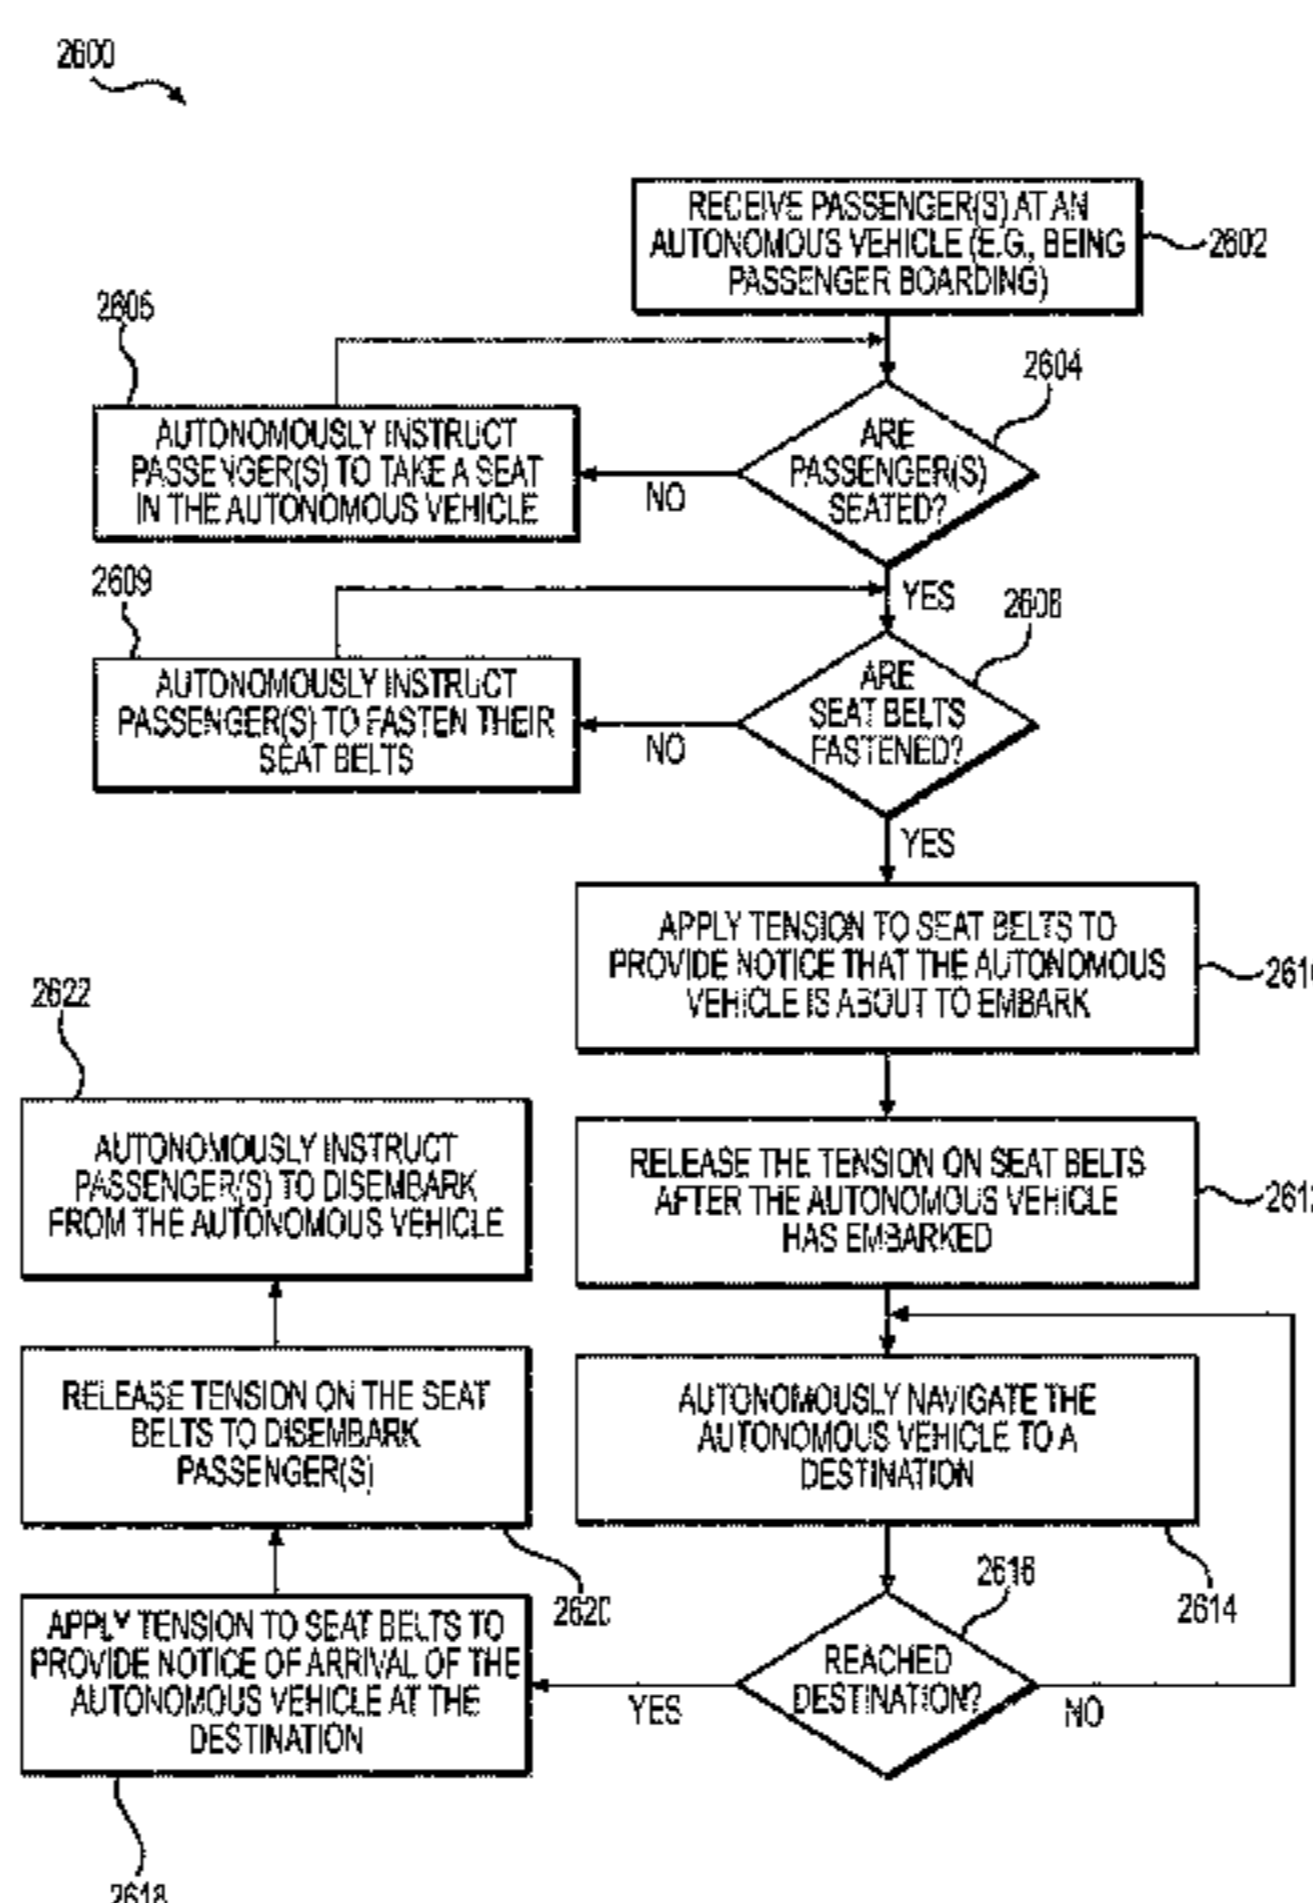 2600
RECEIVE PASSENGER(S) AT AN
AUTONOMOUS VEHICLE (E.G., BEING
PASSENGER BOARDING)
2602
2605
2604
AUTONOMOUSLY INSTRUCT
PASSENGER(S) TO TAKE A SEAT
IN THE AUTONOMOUS VEHICLE
NO
ARE
PASSENGER(S)
SEATED?
YES
2609
2608
AUTONOMOUSLY INSTRUCT
PASSENGER(S) TO FASTEN THEIR
SEAT BELTS
NO
ARE
SEAT BELTS
FASTENED?
YES
APPLY TENSION TO SEAT BELTS TO
PROVIDE NOTICE THAT THE AUTONOMOUS
VEHICLE IS ABOUT TO EMBARK
2622
AUTONOMOUSLY INSTRUCT
PASSENGER(S) TO DISEMBARK
FROM THE AUTONOMOUS VEHICLE
RELEASE THE TENSION ON SEAT BELTS
AFTER THE AUTONOMOUS VEHICLE
HAS EMBARKED
2612
RELEASE TENSION ON THE SEAT
BELTS TO DISEMBARK
PASSENGER(S)
2620
AUTONOMOUSLY NAVIGATE THE
AUTONOMOUS VEHICLE TO A
DESTINATION
2614
2616
APPLY TENSION TO SEAT BELTS TO
PROVIDE NOTICE OF ARRIVAL OF THE
AUTONOMOUS VEHICLE AT THE
DESTINATION
YES
REACHED
DESTINATION?
NO
2618